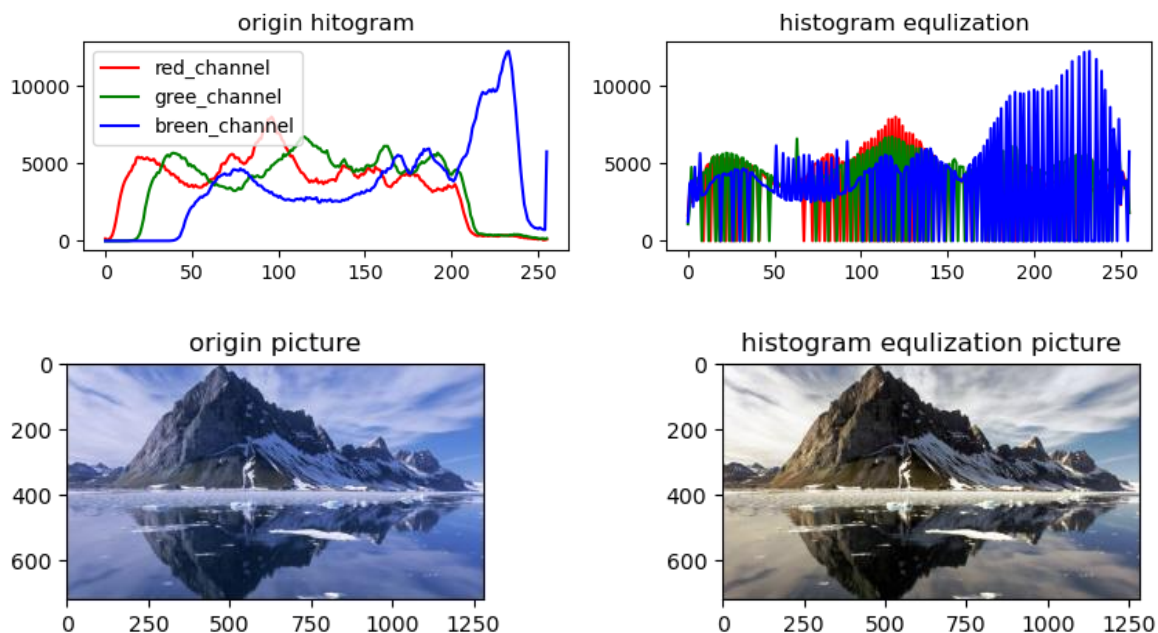 origin hitogram
histogram equlization
red_channel
gree_channel
breen_channel
10000
5000
0
0 50 100 150 200 250
10000
5000
0
0 50 100 150 200 250
origin picture
histogram equlization picture
0
200
400
600
0 250 500 750 1000 1250
0
200
400
600
0 250 500 750 1000 1250